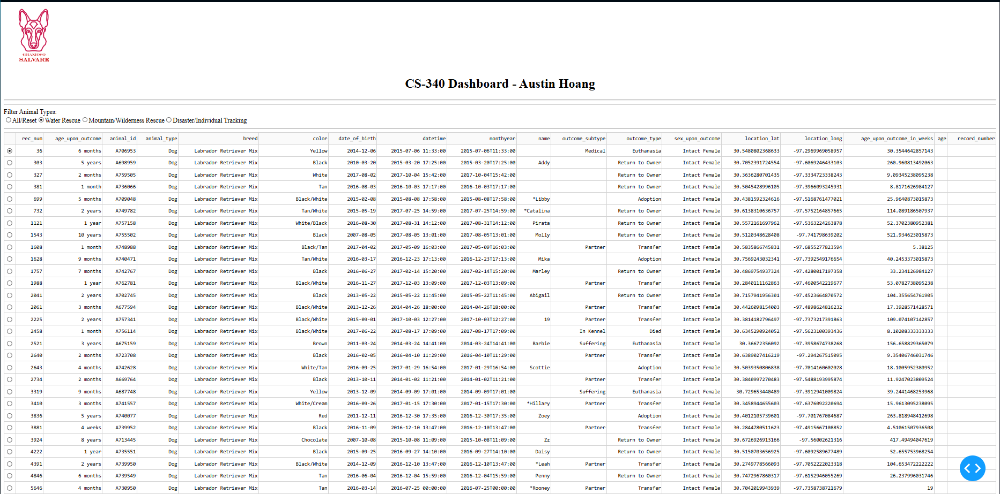 GRAZIOSO
SALVARE
CS-340 Dashboard - Austin Hoang
Filter Animal Types:
All/Reset Water Rescue Mountain/Wilderness Rescue Disaster/Individual Tracking
rec_num age_upon_outcome animal_id animal_type breed color date_of_birth datetime monthyear name outcome_subtype outcome_type sex_upon_outcome location_lat location_long age_upon_outcome_in_weeks age record_number
36 6 months A706953 Dog Labrador Retriever Mix Yellow 2014-12-06 2015-07-06 11:33:00 2015-07-06T11:33:00 Medical Euthanasia Intact Female 30.5480802368633 -97.2969969058957 30.3544642857143
303 5 years A698959 Dog Labrador Retriever Mix Black 2010-03-20 2015-03-20 17:25:00 2015-03-20T17:25:00 Addy Return to Owner Intact Female 30.7052391724554 -97.6069246433103 260.960813492063
327 2 months A759505 Dog Labrador Retriever Mix White 2017-08-02 2017-10-04 15:42:00 2017-10-04T15:42:00 Return to Owner Intact Female 30.3636280701435 -97.3334723338243 9.09345238095238
381 1 month A736066 Dog Labrador Retriever Mix Tan 2016-08-03 2016-10-03 17:17:00 2016-10-03T17:17:00 Return to Owner Intact Female 30.5045428996105 -97.3966093245931 8.8171626984127
699 5 months A709048 Dog Labrador Retriever Mix Black/White 2015-02-08 2015-08-08 17:58:00 2015-08-08T17:58:00 *Libby Adoption Intact Female 30.4381592324616 -97.5168761477021 25.9640873015873
732 2 years A749782 Dog Labrador Retriever Mix Tan/White 2015-05-19 2017-07-25 14:59:00 2017-07-25T14:59:00 *Catalina Return to Owner Intact Female 30.6138310636757 -97.5752164857665 114.089186507937
1121 1 year A757158 Dog Labrador Retriever Mix White/Black 2016-08-30 2017-08-31 14:12:00 2017-08-31T14:12:00 Pirata Return to Owner Intact Female 30.5572161697962 -97.5363224263878 52.3702380952381
1543 10 years A755502 Dog Labrador Retriever Mix Black 2007-08-05 2017-08-05 13:01:00 2017-08-05T13:01:00 Molly Return to Owner Intact Female 30.5120348628408 -97.741798639202 521.934623015873
1608 1 month A748988 Dog Labrador Retriever Mix Black/Tan 2017-04-02 2017-05-09 16:03:00 2017-05-09T16:03:00 Partner Transfer Intact Female 30.5835866745831 -97.6855277823594 5.38125
1628 9 months A740471 Dog Labrador Retriever Mix Tan/White 2016-03-17 2016-12-23 17:13:00 2016-12-23T17:13:00 Mika Adoption Intact Female 30.7569243032341 -97.7392549176654 40.2453373015873
1757 7 months A742767 Dog Labrador Retriever Mix Black 2016-06-27 2017-02-14 15:20:00 2017-02-14T15:20:00 Marley Return to Owner Intact Female 30.4869754937324 -97.4280017197358 33.234126984127
1988 1 year A762781 Dog Labrador Retriever Mix Black/White 2016-11-27 2017-12-03 13:09:00 2017-12-03T13:09:00 Partner Transfer Intact Female 30.2840111162863 -97.4600542219677 53.0782738095238
2041 2 years A702745 Dog Labrador Retriever Mix Black 2013-05-22 2015-05-22 11:45:00 2015-05-22T11:45:00 Abigail Return to Owner Intact Female 30.7157941956301 -97.4523664870572 104.355654761905
2061 3 months A677594 Dog Labrador Retriever Mix Black/White 2013-12-26 2014-04-26 18:00:00 2014-04-26T18:00:00 Partner Transfer Intact Female 30.4426098154003 -97.4898624816232 17.3928571428571
2225 2 years A757341 Dog Labrador Retriever Mix Black/White 2015-09-01 2017-10-03 12:27:00 2017-10-03T12:27:00 19 Partner Transfer Intact Female 30.3814182796497 -97.7373217391863 109.074107142857
2458 1 month A756114 Dog Labrador Retriever Mix Black/White 2017-06-22 2017-08-17 17:09:00 2017-08-17T17:09:00 In Kennel Died Intact Female 30.6345290924052 -97.5623100393436 8.10208333333333
2521 3 years A675159 Dog Labrador Retriever Mix Brown 2011-03-24 2014-03-24 14:41:00 2014-03-24T14:41:00 Barbie Suffering Euthanasia Intact Female 30.36672356092 -97.3958674738268 156.658829365079
2640 2 months A723708 Dog Labrador Retriever Mix Black 2016-02-05 2016-04-10 11:29:00 2016-04-10T11:29:00 Partner Transfer Intact Female 30.6389027416219 -97.294267515095 9.35406746031746
2643 4 months A742628 Dog Labrador Retriever Mix White/Tan 2016-09-25 2017-01-29 16:54:00 2017-01-29T16:54:00 Scottie Adoption Intact Female 30.5039350806838 -97.7014160602028 18.1005952380952
2734 2 months A669764 Dog Labrador Retriever Mix Black 2013-10-11 2014-01-02 11:21:00 2014-01-02T11:21:00 Partner Transfer Intact Female 30.3840997270483 -97.5488193995874 11.9247023809524
3319 9 months A687748 Dog Labrador Retriever Mix Yellow 2013-12-09 2014-09-09 17:01:00 2014-09-09T17:01:00 Suffering Euthanasia Intact Female 30.729653440489 -97.3912941009824 39.2441468253968
3410 3 months A741557 Dog Labrador Retriever Mix White/Cream 2016-09-26 2017-01-15 17:30:00 2017-01-15T17:30:00 *Hillary Partner Transfer Intact Female 30.3458944655603 -97.6376092220694 15.9613095238095
3836 5 years A740077 Dog Labrador Retriever Mix Red 2011-12-11 2016-12-30 17:35:00 2016-12-30T17:35:00 Zoey Adoption Intact Female 30.4012105739601 -97.701767084687 263.818948412698
3881 4 weeks A739952 Dog Labrador Retriever Mix Black 2016-11-09 2016-12-10 13:47:00 2016-12-10T13:47:00 Partner Transfer Intact Female 30.2844780511623 -97.4915667108852 4.51061507936508
3924 8 years A713445 Dog Labrador Retriever Mix Chocolate 2007-10-08 2015-10-08 11:09:00 2015-10-08T11:09:00 Zz Return to Owner Intact Female 30.6726926913166 -97.56002621316 417.49494047619
4222 1 year A735551 Dog Labrador Retriever Mix Black 2015-09-25 2016-09-27 14:10:00 2016-09-27T14:10:00 Daisy Return to Owner Intact Female 30.5150703656925 -97.6092589677489 52.655753968254
4391 2 years A739950 Dog Labrador Retriever Mix Black/White 2014-12-09 2016-12-10 13:47:00 2016-12-10T13:47:00 *Leah Partner Transfer Intact Female 30.2749778566093 -97.7052222023318 104.653472222222
4846 6 months A739549 Dog Labrador Retriever Mix Tan 2016-06-04 2016-12-04 15:59:00 2016-12-04T15:59:00 Penny Return to Owner Intact Female 30.7472967860317 -97.6152946055269 26.237996031746
5646 4 months A730950 Dog Labrador Retriever Mix Tan 2016-03-14 2016-07-25 00:00:00 2016-07-25T00:00:00 *Rooney Partner Transfer Intact Female 30.7042019943939 -97.7358738721679 19